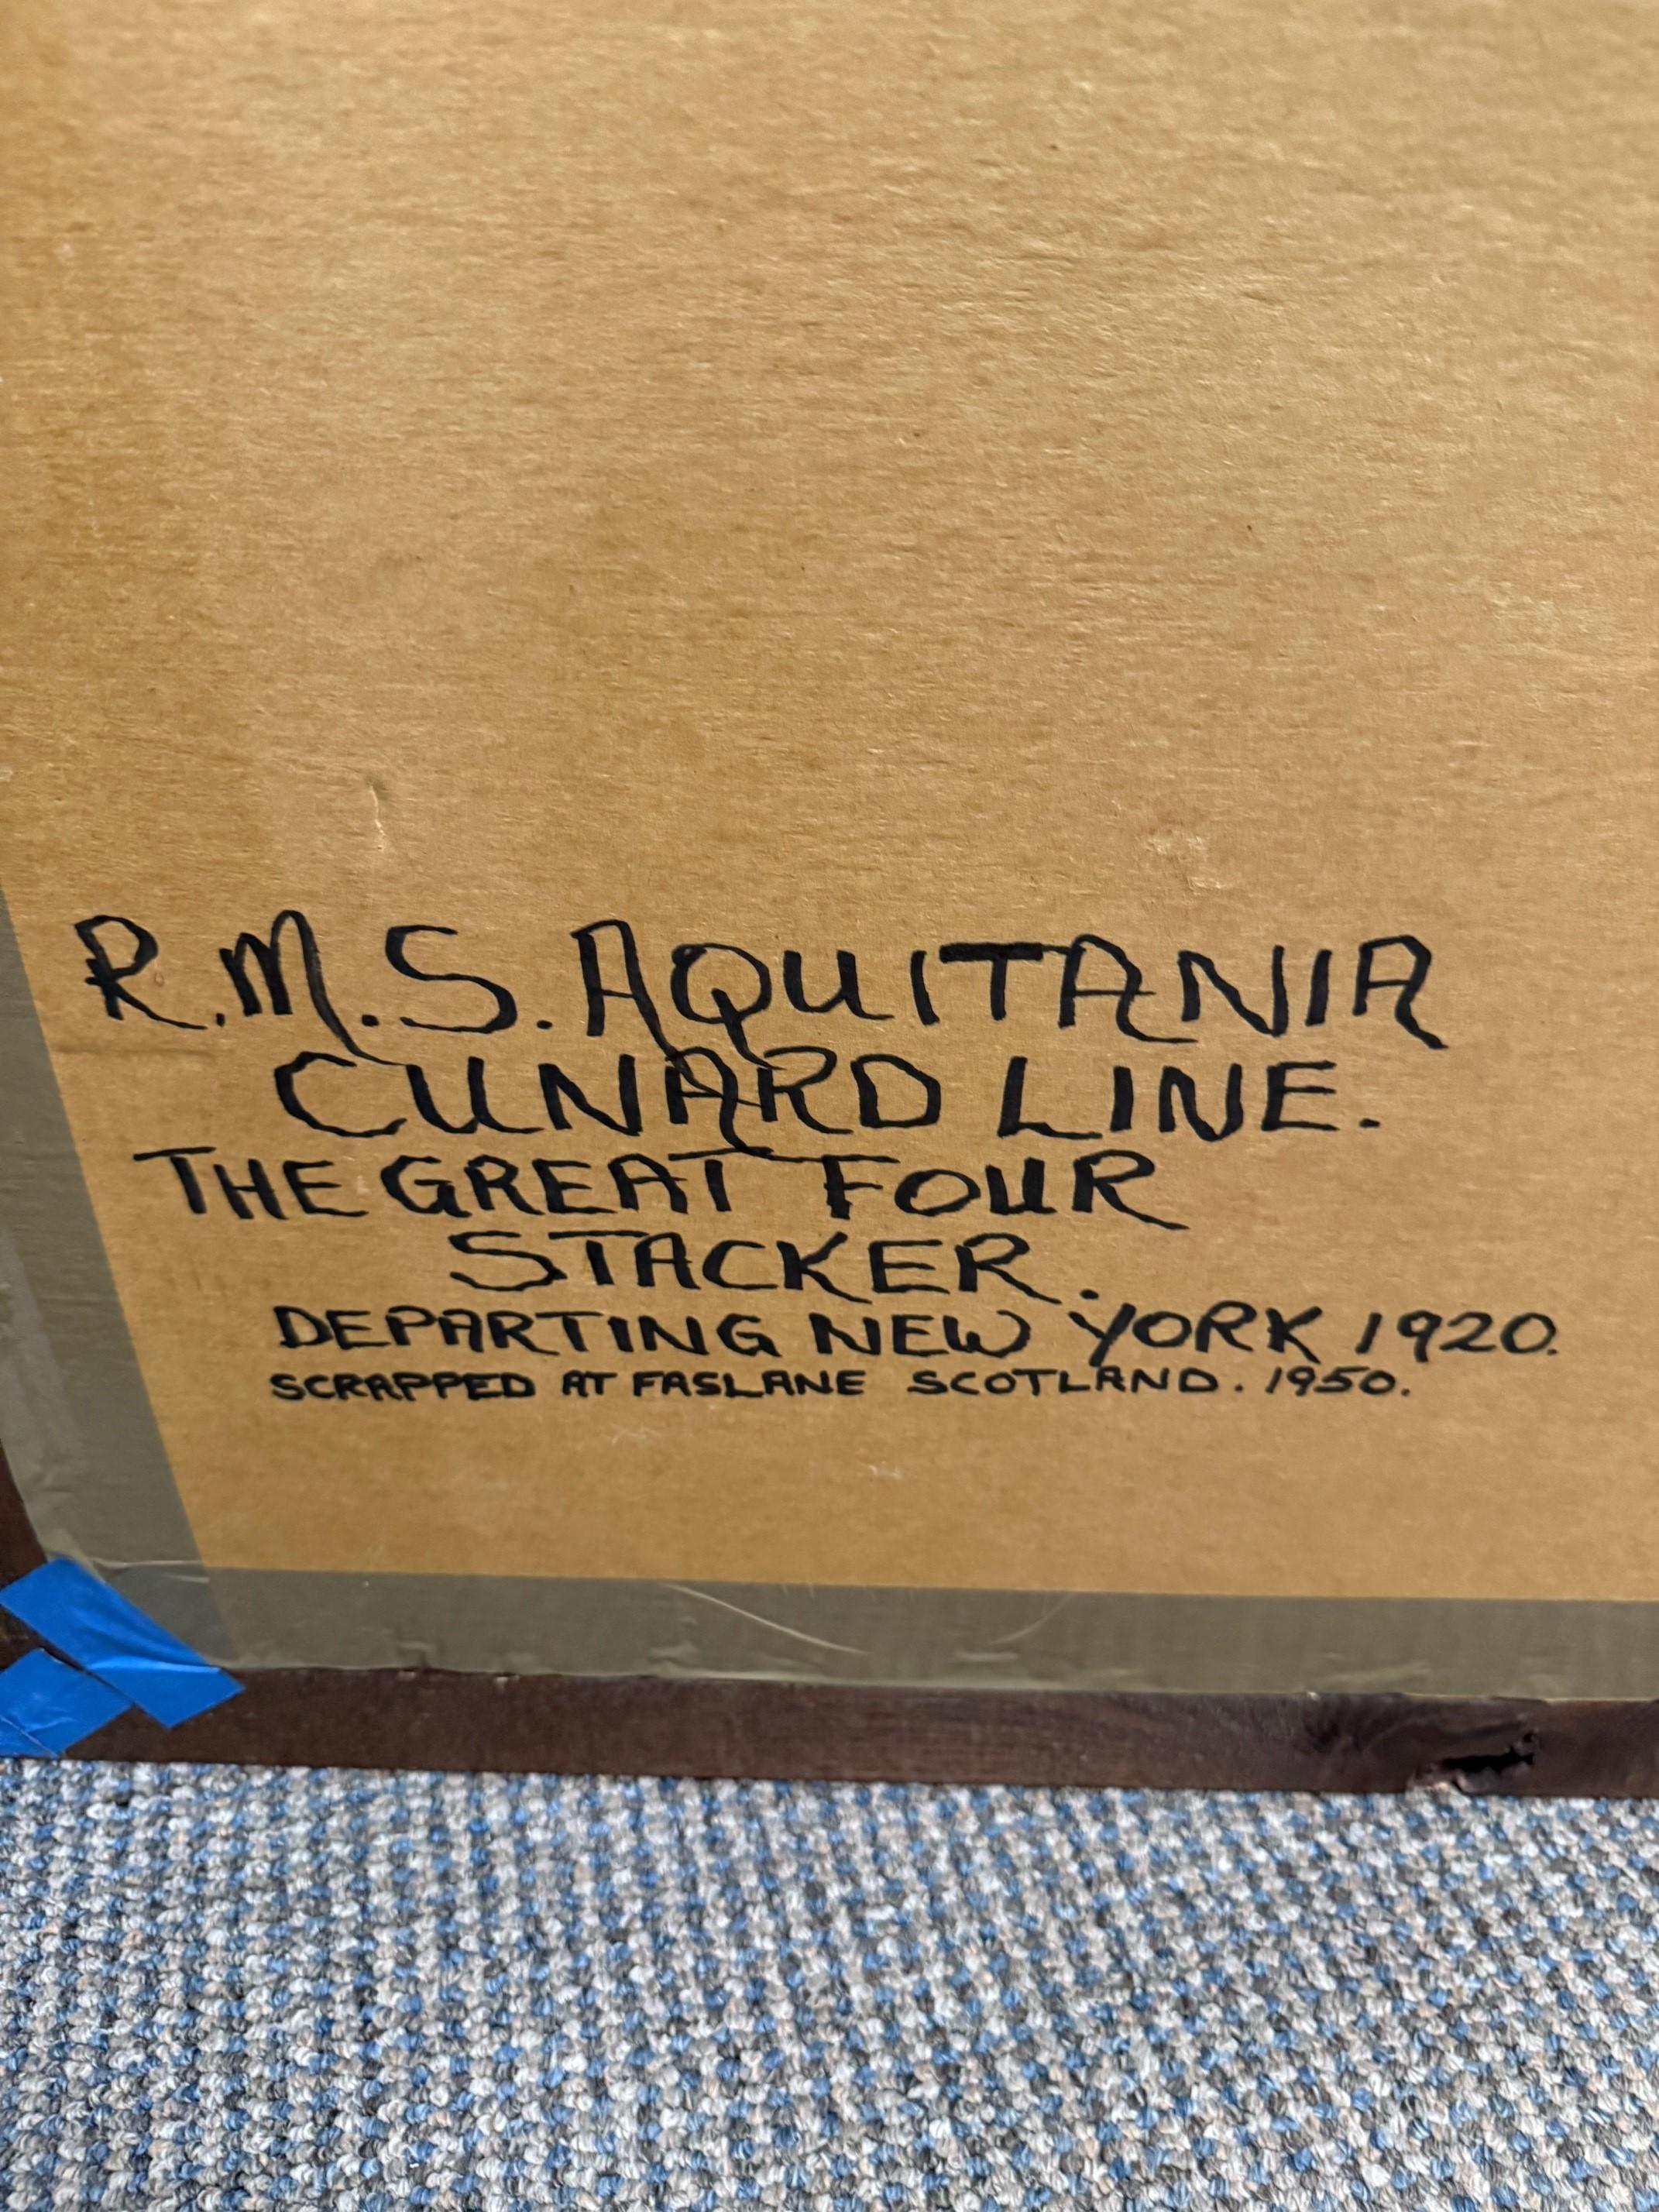 R.M.S. AQUITANIA
CUNARD LINE.
THE GREAT FOUR
STACKER.
DEPARTING NEW YORK 1920.
SCRAPPED AT FASLANE SCOTLAND. 1950.